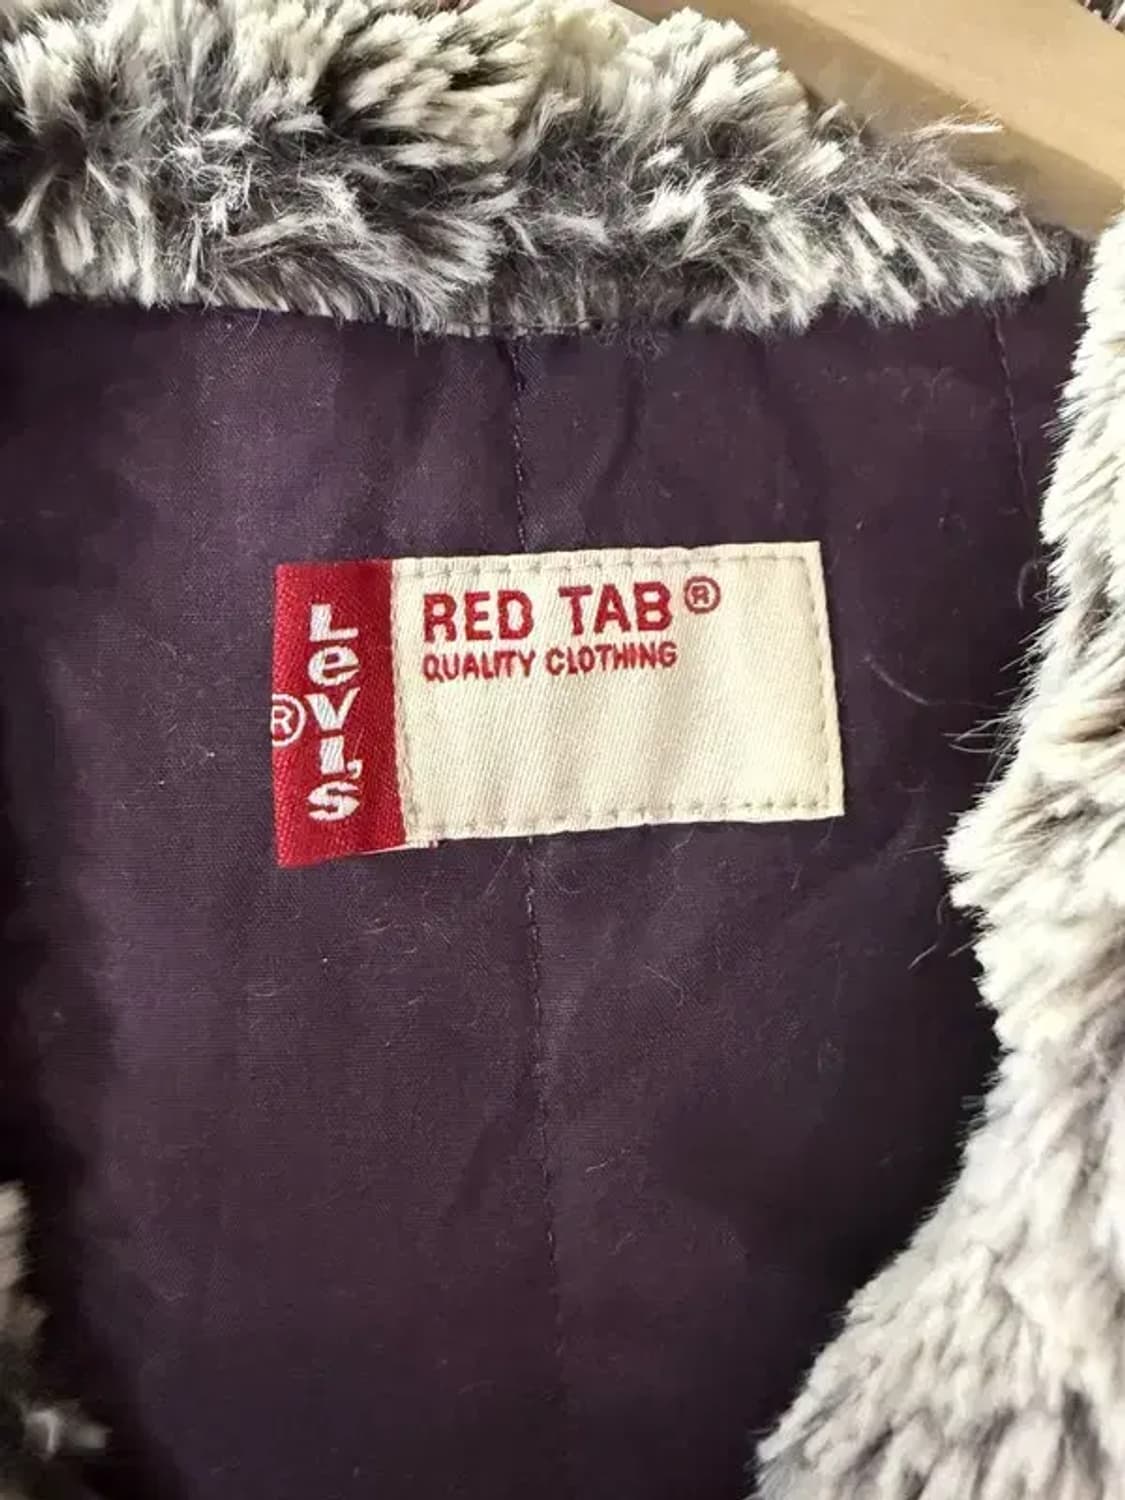 LeVI'S
®
RED TAB®
QUALITY CLOTHING